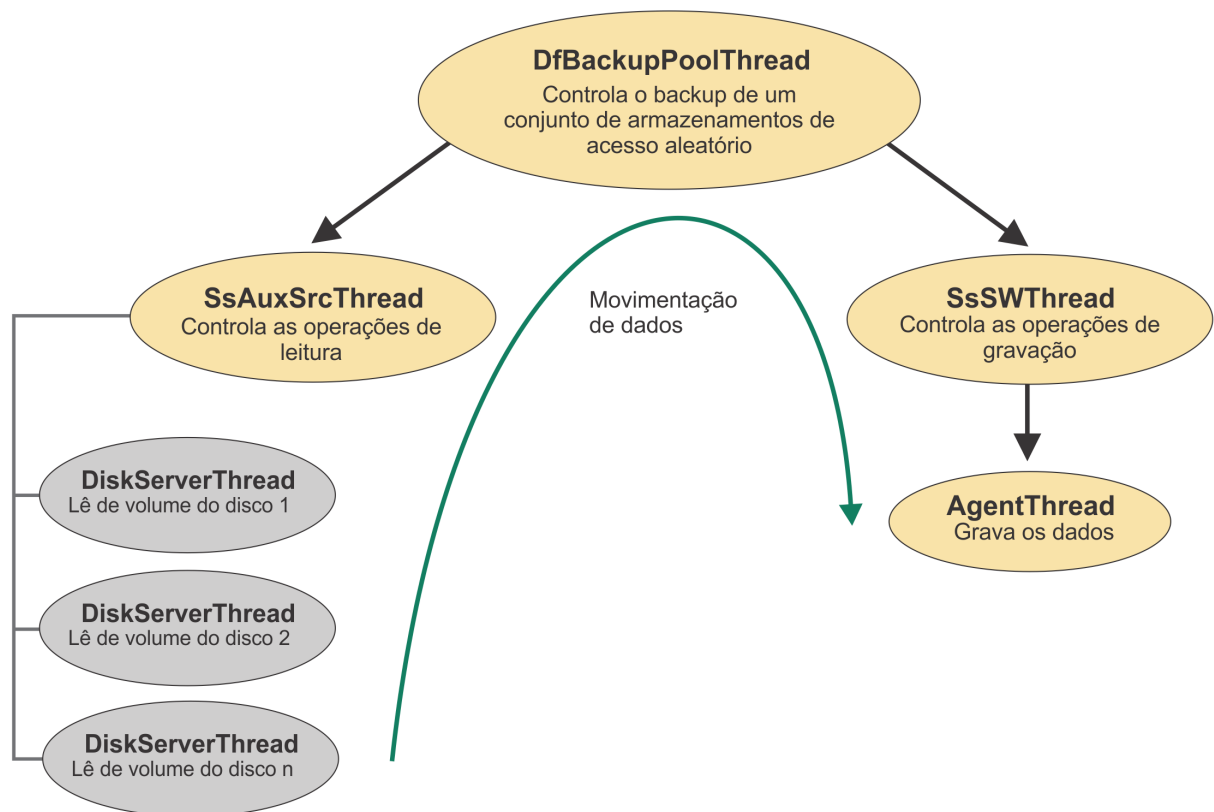 DfBackupPoolThread
Controla o backup de um
conjunto de armazenamentos de
acesso aleatório
SsAuxSrcThread
Controla as operações de
leitura
Movimentação
de dados
SsSWThread
Controla as operações de
gravação
DiskServerThread
Lê de volume do disco 1
AgentThread
Grava os dados
DiskServerThread
Lê de volume do disco 2
DiskServerThread
Lê de volume do disco n